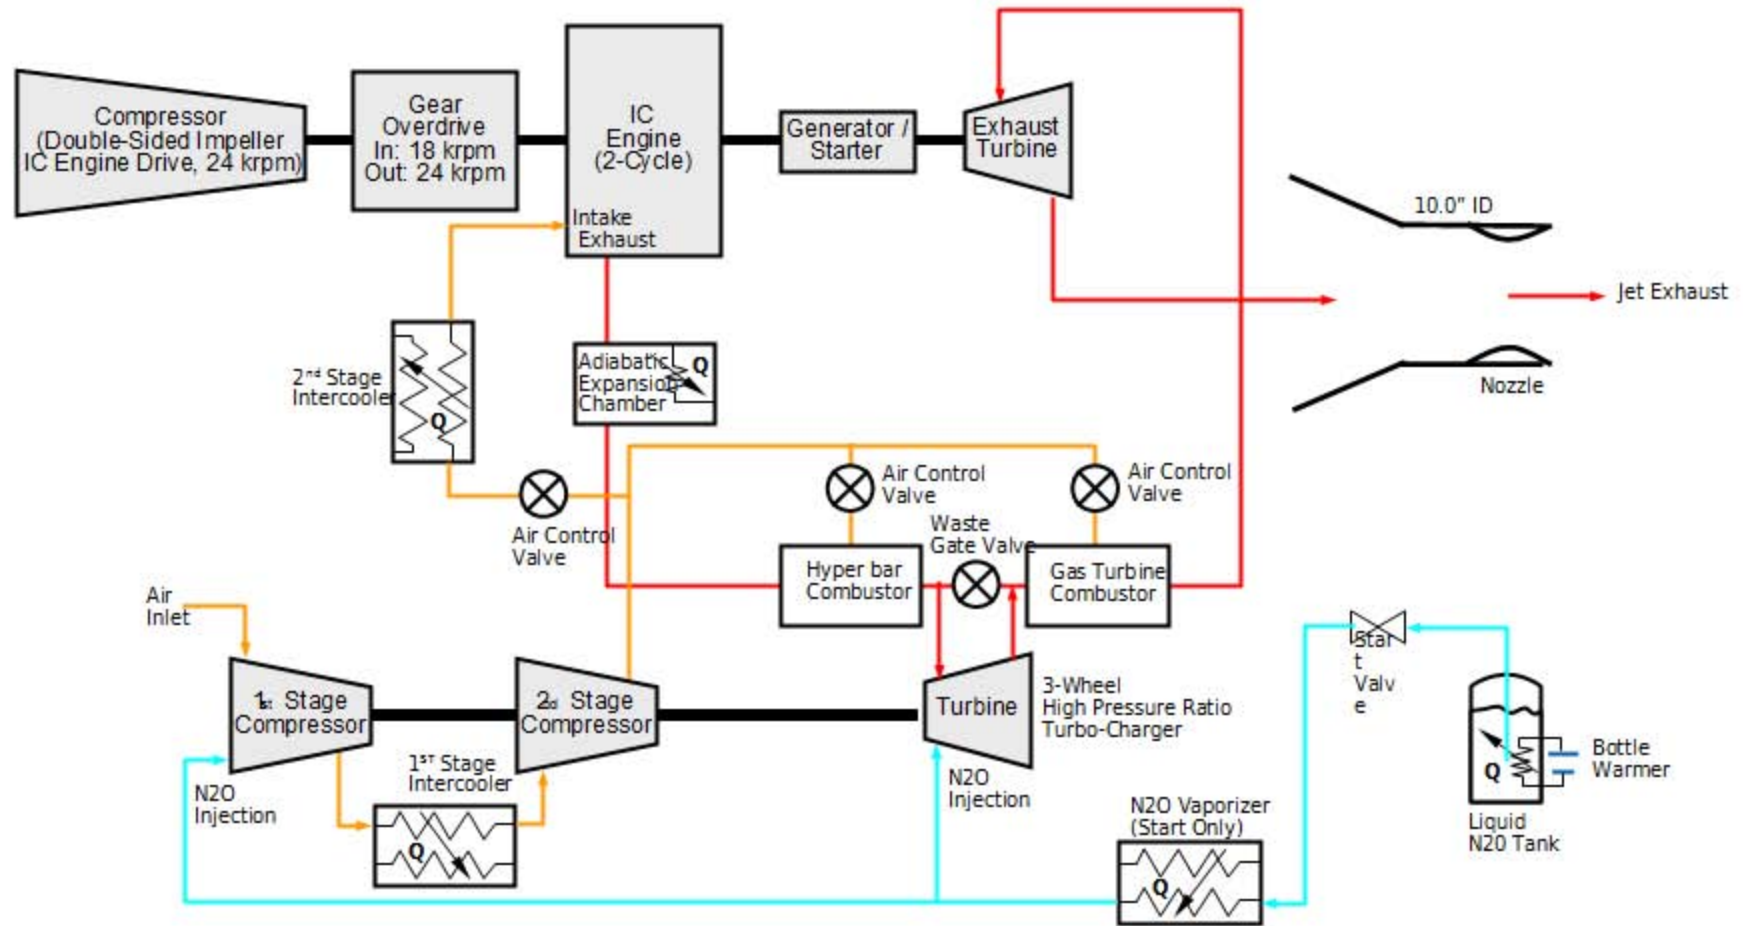 Compressor
(Double-Sided Impeller
IC Engine Drive, 24 krpm)
Gear
Overdrive
In: 18 krpm
Out: 24 krpm
IC
Engine
(2-Cycle)
Intake
Exhaust
Generator /
Starter
Exhaust
Turbine
10.0" ID
Jet Exhaust
Nozzle
2nd Stage
Intercooler
Q
Adiabatic
Expansion
Chamber
Q
Air Control
Valve
Air Control
Valve
Air Control
Valve
Waste
Gate Valve
Hyper bar
Combustor
Gas Turbine
Combustor
Air
Inlet
1st Stage
Compressor
2nd Stage
Compressor
Turbine
3-Wheel
High Pressure Ratio
Turbo-Charger
1ST Stage
Intercooler
Q
N2O
Injection
N2O
Injection
N2O Vaporizer
(Start Only)
Q
Star
t
Valv
e
Q
Bottle
Warmer
Liquid
N20 Tank